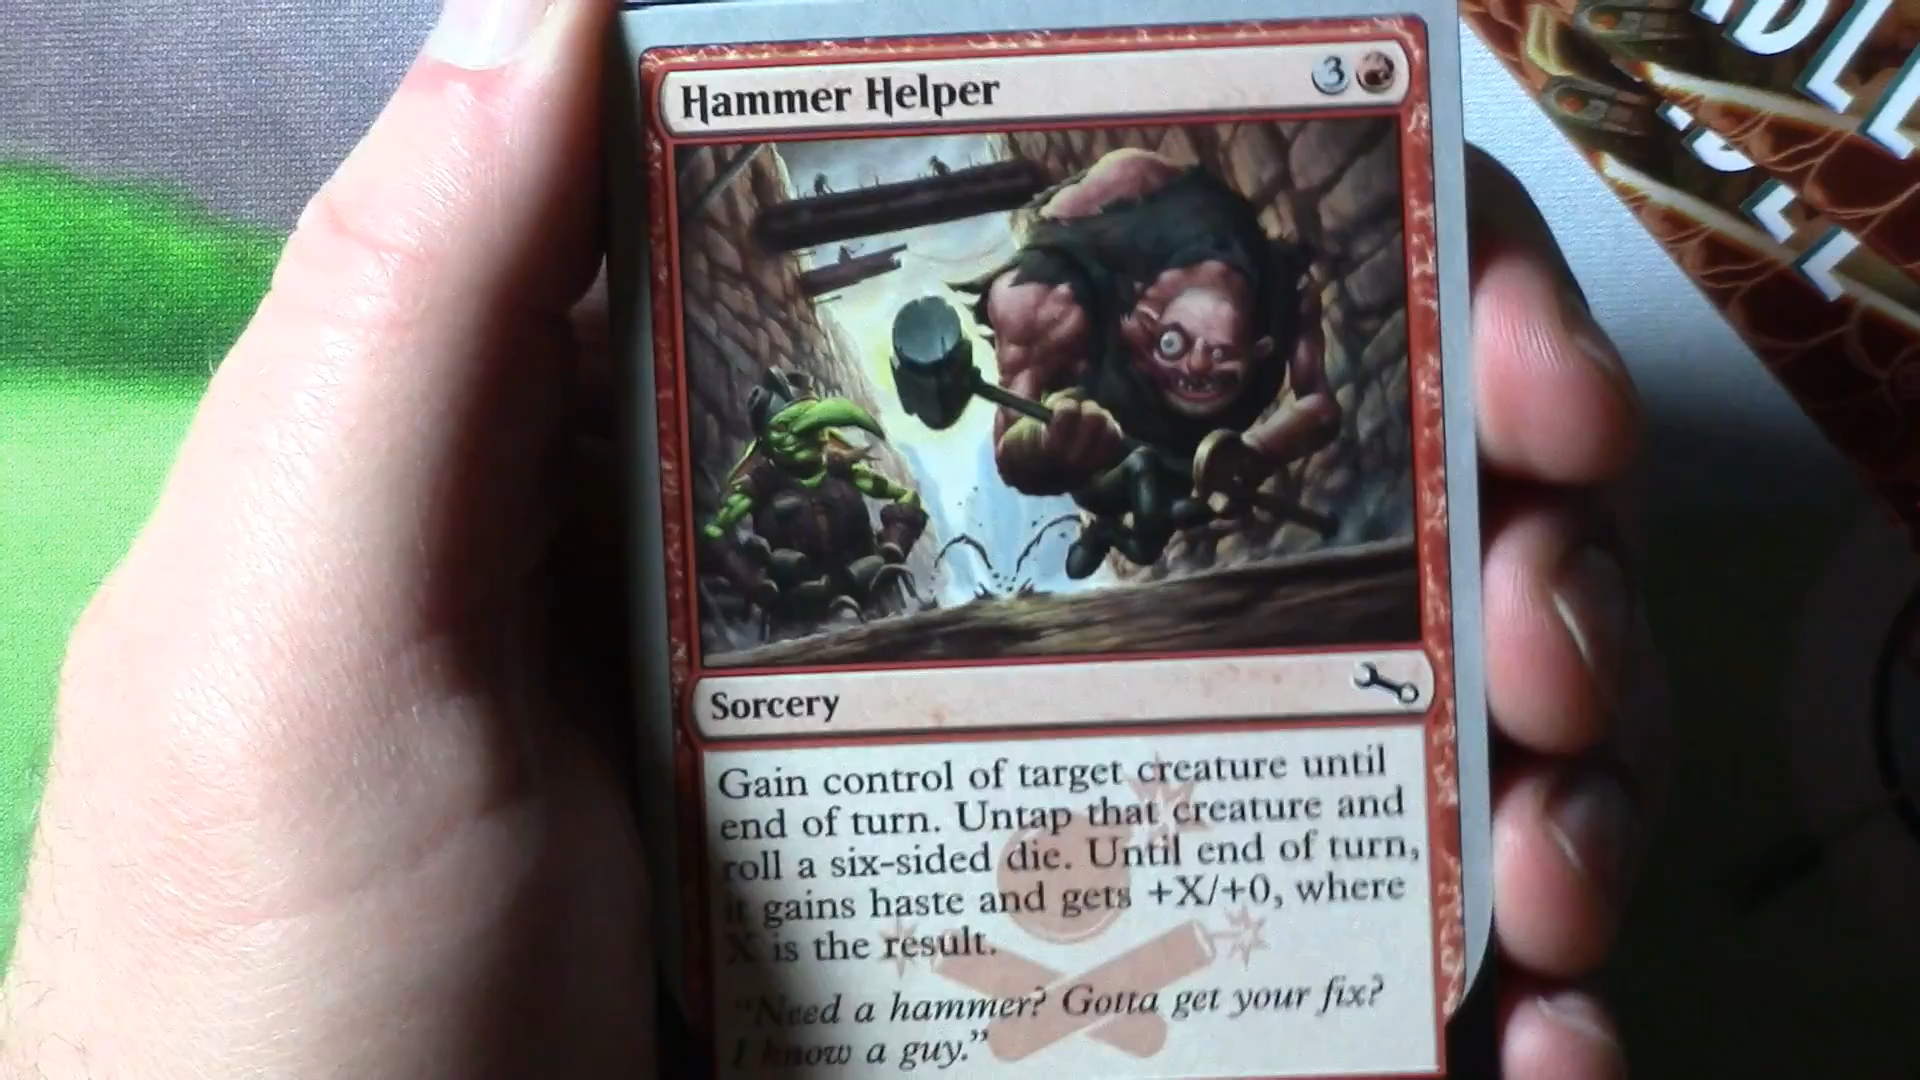 Hammer Helper 3
Sorcery
Gain control of target creature until
end of turn. Untap that creature and
roll a six-sided die. Until end of turn,
it gains haste and gets +X/+0, where
X is the result.
"Need a hammer? Gotta get your fix?
I know a guy."